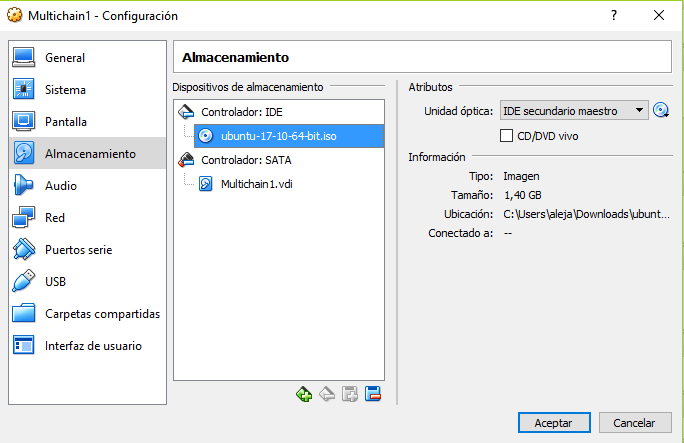 Multichain1 - Configuración
?
General
Sistema
Pantalla
Almacenamiento
Audio
Red
Puertos serie
USB
Carpetas compartidas
Interfaz de usuario
Almacenamiento
Dispositivos de almacenamiento
Controlador: IDE
ubuntu-17-10-64-bit.iso
Controlador: SATA
Multichain1.vdi
Atributos
Unidad óptica: IDE secundario maestro
CD/DVD vivo
Información
Tipo: Imagen
Tamaño: 1,40 GB
Ubicación: C:\Users\aleja\Downloads\ubunt...
Conectado a: --
Aceptar Cancelar